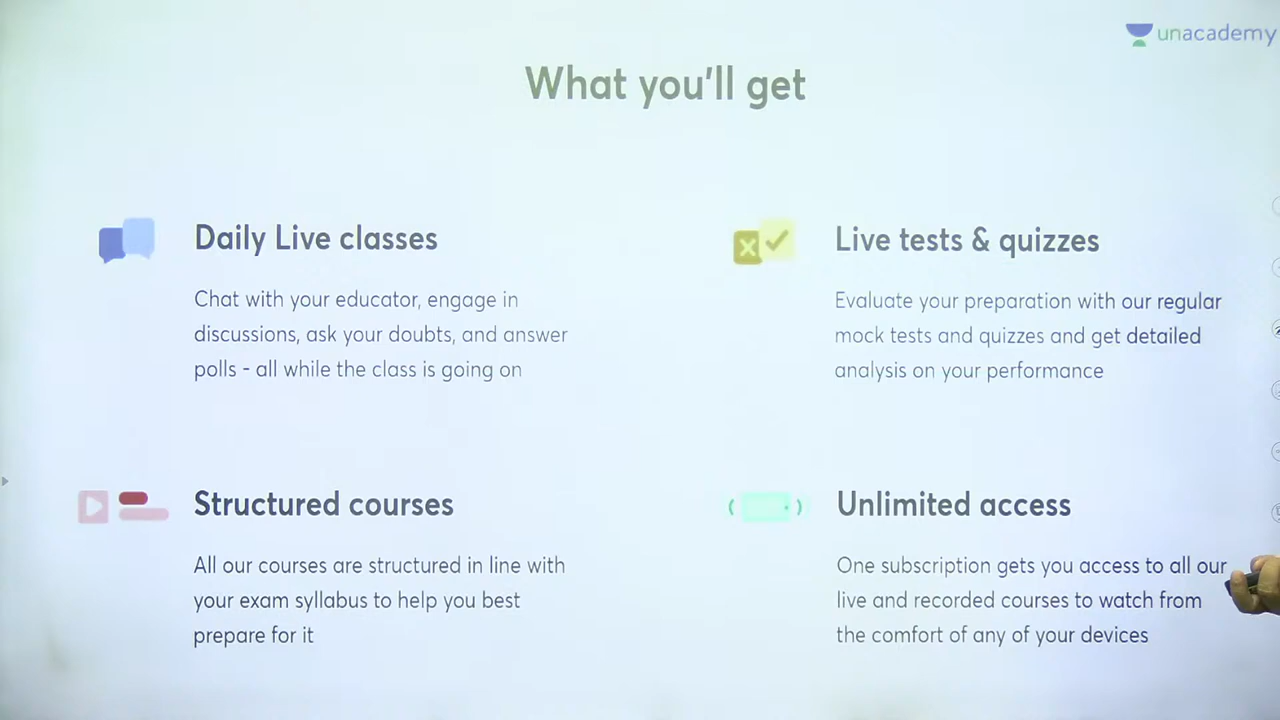 unacademy
What you'll get
Daily Live classes
Chat with your educator, engage in
discussions, ask your doubts, and answer
polls - all while the class is going on
Live tests & quizzes
Evaluate your preparation with our regular
mock tests and quizzes and get detailed
analysis on your performance
Structured courses
All our courses are structured in line with
your exam syllabus to help you best
prepare for it
Unlimited access
One subscription gets you access to all our
live and recorded courses to watch from
the comfort of any of your devices